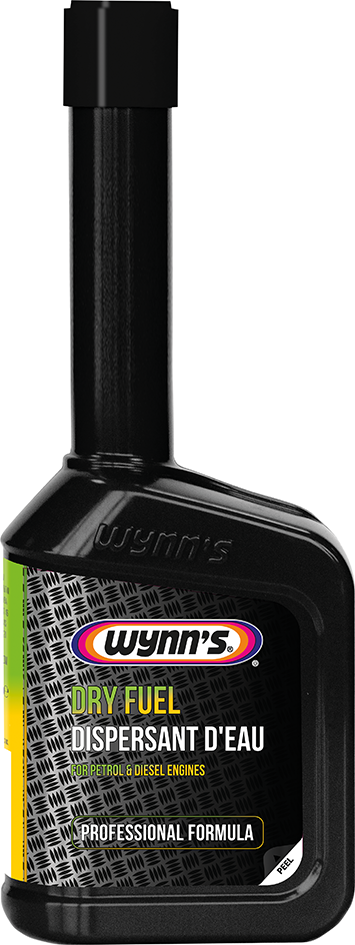 WYNN'S
WYNN'S®
®
DRY FUEL
DISPERSANT D'EAU
FOR PETROL & DIESEL ENGINES
PROFESSIONAL FORMULA
PEEL